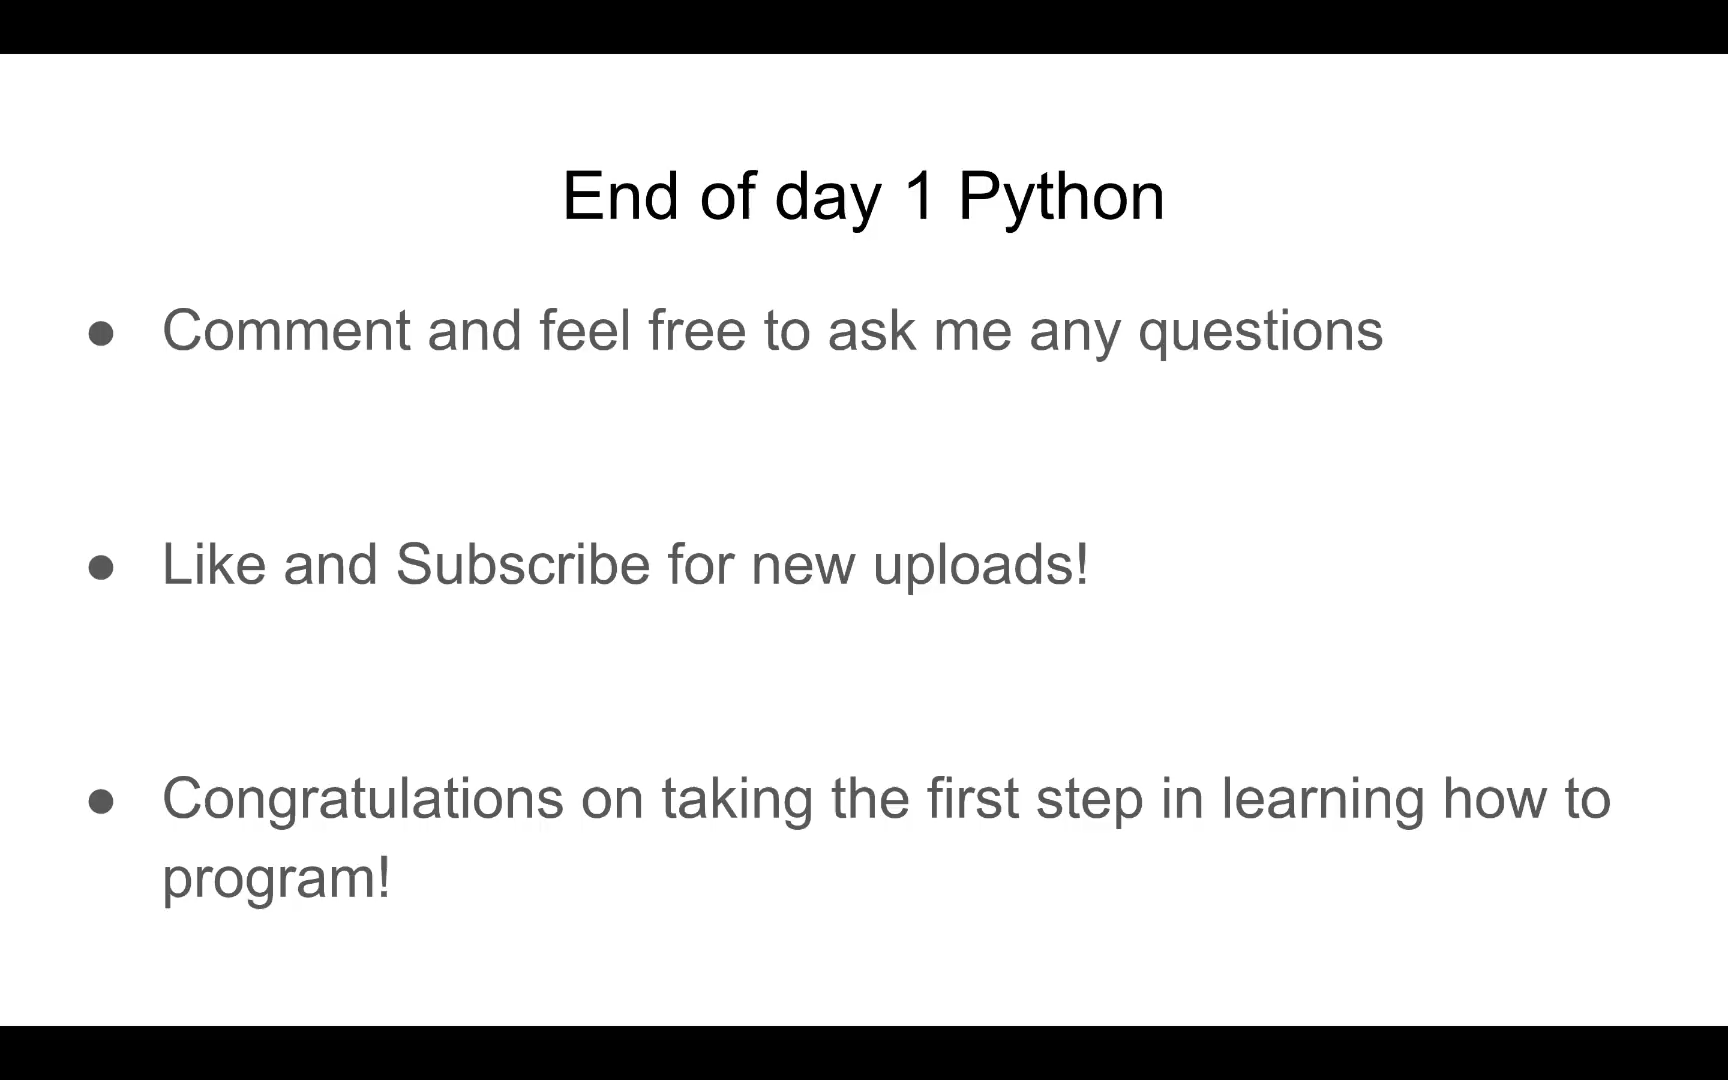 End of day 1 Python
● Comment and feel free to ask me any questions
● Like and Subscribe for new uploads!
● Congratulations on taking the first step in learning how to
program!